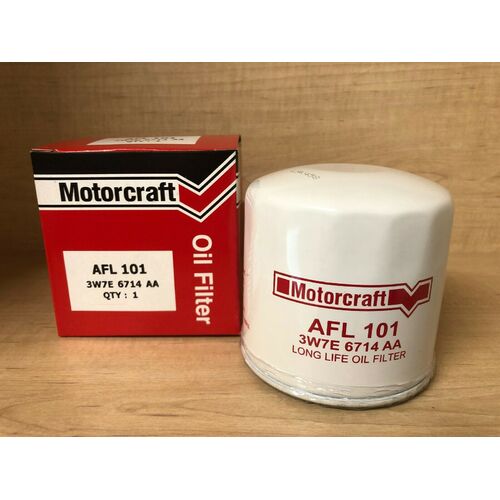 Motorcraft
AFL 101
3W7E 6714 AA
QTY : 1
Oil Filter
Motorcraft
AFL 101
3W7E 6714 AA
LONG LIFE OIL FILTER